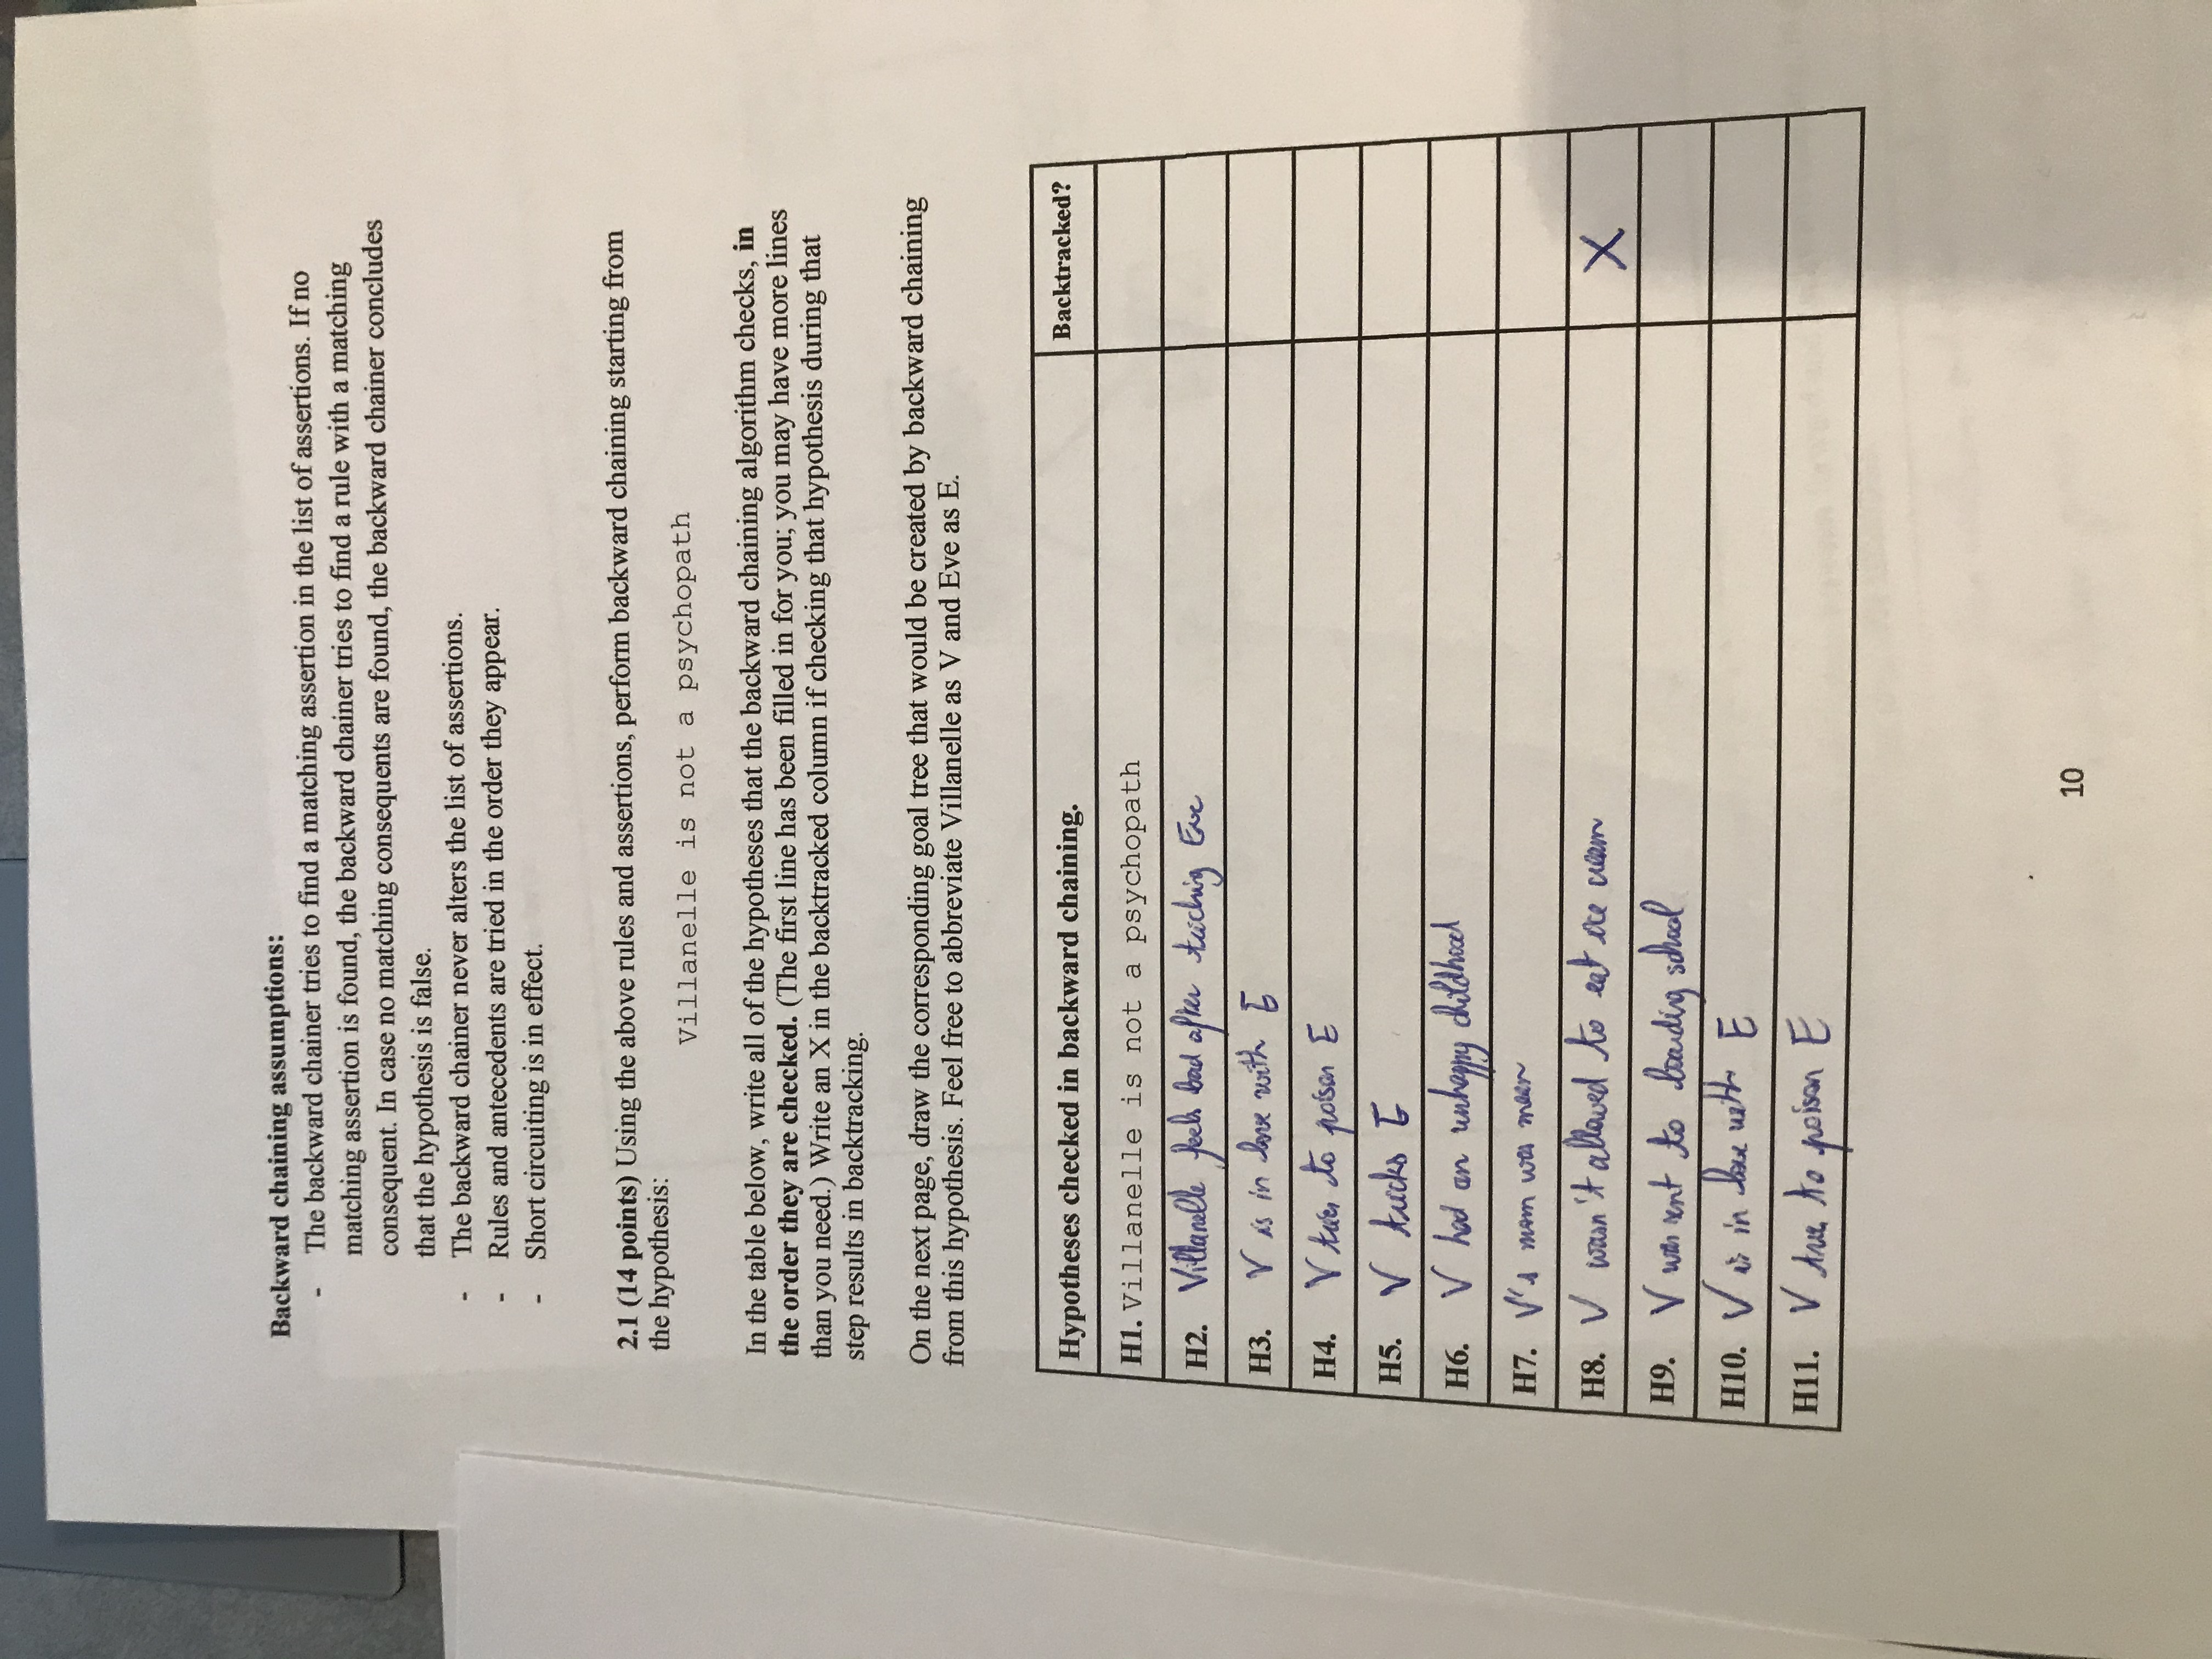 Backward chaining assumptions:
- The backward chainer tries to find a matching assertion in the list of assertions. If no
matching assertion is found, the backward chainer tries to find a rule with a matching
consequent. In case no matching consequents are found, the backward chainer concludes
that the hypothesis is false.
- The backward chainer never alters the list of assertions.
- Rules and antecedents are tried in the order they appear.
- Short circuiting is in effect.
2.1 (14 points) Using the above rules and assertions, perform backward chaining starting from
the hypothesis:
Villanelle is not a psychopath
In the table below, write all of the hypotheses that the backward chaining algorithm checks, in
the order they are checked. (The first line has been filled in for you; you may have more lines
than you need.) Write an X in the backtracked column if checking that hypothesis during that
step results in backtracking.
On the next page, draw the corresponding goal tree that would be created by backward chaining
from this hypothesis. Feel free to abbreviate Villanelle as V and Eve as E.
Hypotheses checked in backward chaining. Backtracked?
H1. Villanelle is not a psychopath
H2. Villanelle feels bad after tricking Eve
H3. V is in love with E
H4. V tries to poison E
H5. V tricks E
H6. V had an unhappy childhood
H7. V's mom was mean
H8. V wasn't allowed to eat ice cream X
H9. V was sent to boarding school
H10. V is in love with E
H11. V tries to poison E
10